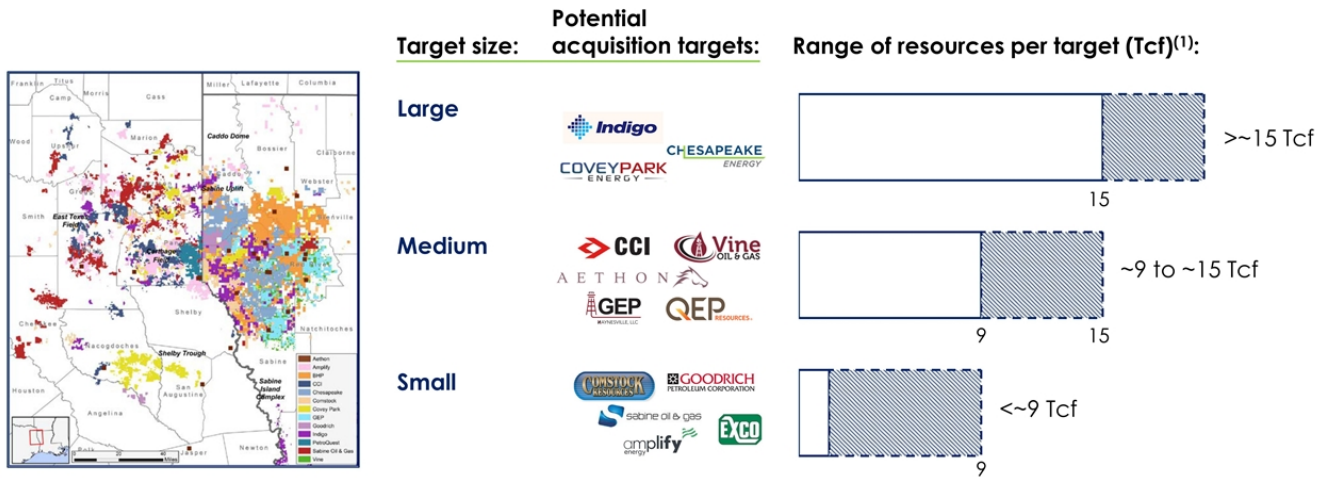 Potential
Target size:
acquisition targets:
Range of resources per target (Tcf)(1):
Franklin
Titus
Camp
Morris
Cass
Miller
Lafayette
Columbia
Wood
Upshur
Marion
Caddo Dome
Bossier
Claiborne
Webster
Sabine Uplift
Smith
East Texas
Field
Shelby
Cherokee
Nacogdoches
Natchitoches
Shelby Trough
Sabine
San
Augustine
Houston
Angelina
Sabine
Island
Complex
Polk
Jasper
Newton
Miles
Aethon
Amplify
BHP
CCI
Chesapeake
Comstock
Covey Park
GEP
Goodrich
Indigo
PetroQuest
Sabine Oil & Gas
Vine
Large
Indigo
CHESAPEAKE
ENERGY
COVEYPARK
ENERGY
>~15 Tcf
15
Medium
CCI
Vine
OIL & GAS
AETHON
GEP
HAYNESVILLE, LLC
QEP
RESOURCES
~9 to ~15 Tcf
9
15
Small
COMSTOCK
RESOURCES
GOODRICH
PETROLEUM CORPORATION
sabine oil & gas
amplify
energy
EXCO
<~9 Tcf
9